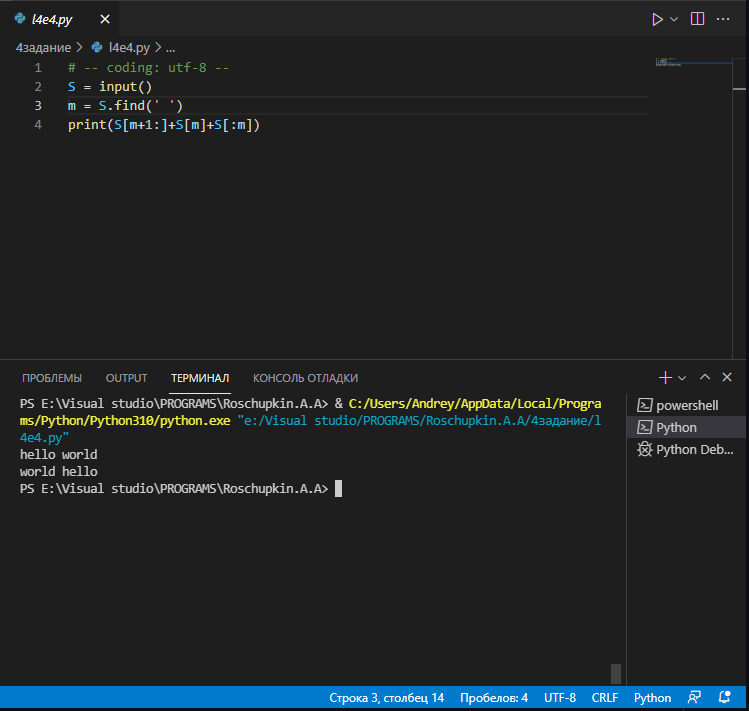 l4e4.py
4задание > l4e4.py > ...
1 # -- coding: utf-8 --
2 S = input()
3 m = S.find(' ')
4 print(S[m+1:]+S[m]+S[:m])
ПРОБЛЕМЫ OUTPUT ТЕРМИНАЛ КОНСОЛЬ ОТЛАДКИ
PS E:\Visual studio\PROGRAMS\Roschupkin.A.A> & C:/Users/Andrey/AppData/Local/Progra
ms/Python/Python310/python.exe "e:/Visual studio/PROGRAMS/Roschupkin.A.A/4задание/l
4e4.py"
hello world
world hello
PS E:\Visual studio\PROGRAMS\Roschupkin.A.A>
powershell
Python
Python Deb...
Строка 3, столбец 14 Пробелов: 4 UTF-8 CRLF Python